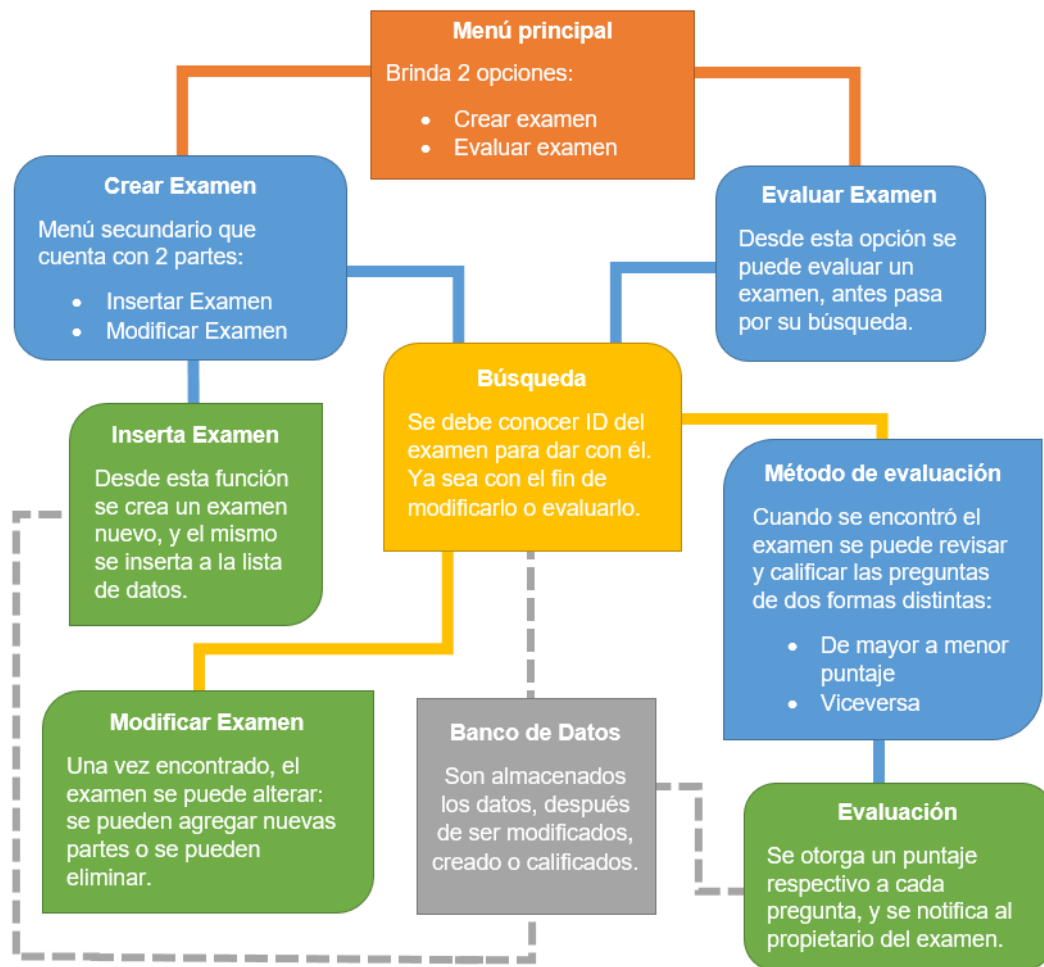 Menú principal
Brinda 2 opciones:
• Crear examen
• Evaluar examen
Crear Examen
Menú secundario que
cuenta con 2 partes:
• Insertar Examen
• Modificar Examen
Evaluar Examen
Desde esta opción se
puede evaluar un
examen, antes pasa
por su búsqueda.
Búsqueda
Se debe conocer ID del
examen para dar con él.
Ya sea con el fin de
modificarlo o evaluarlo.
Inserta Examen
Desde esta función
se crea un examen
nuevo, y el mismo
se inserta a la lista
de datos.
Método de evaluación
Cuando se encontró el
examen se puede revisar
y calificar las preguntas
de dos formas distintas:
• De mayor a menor
puntaje
• Viceversa
Modificar Examen
Una vez encontrado, el
examen se puede alterar:
se pueden agregar nuevas
partes o se pueden
eliminar.
Banco de Datos
Son almacenados
los datos, después
de ser modificados,
creado o calificados.
Evaluación
Se otorga un puntaje
respectivo a cada
pregunta, y se notifica al
propietario del examen.